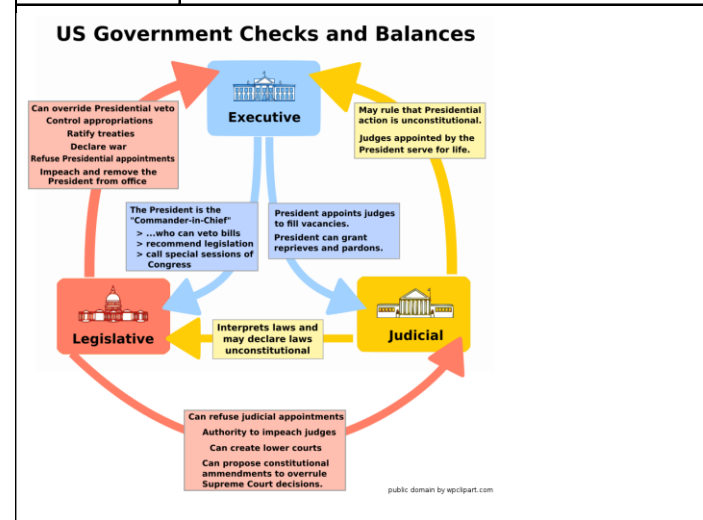 US Government Checks and Balances
Executive
Can override Presidential veto
Control appropriations
Ratify treaties
Declare war
Refuse Presidential appointments
Impeach and remove the
President from office
May rule that Presidential
action is unconstitutional.
Judges appointed by the
President serve for life.
The President is the
"Commander-in-Chief"
> ...who can veto bills
> recommend legislation
> call special sessions of
Congress
President appoints judges
to fill vacancies.
President can grant
reprieves and pardons.
Legislative
Interprets laws and
may declare laws
unconstitutional
Judicial
Can refuse judicial appointments
Authority to impeach judges
Can create lower courts
Can propose constitutional
ammendments to overrule
Supreme Court decisions.
public domain by wpclipart.com